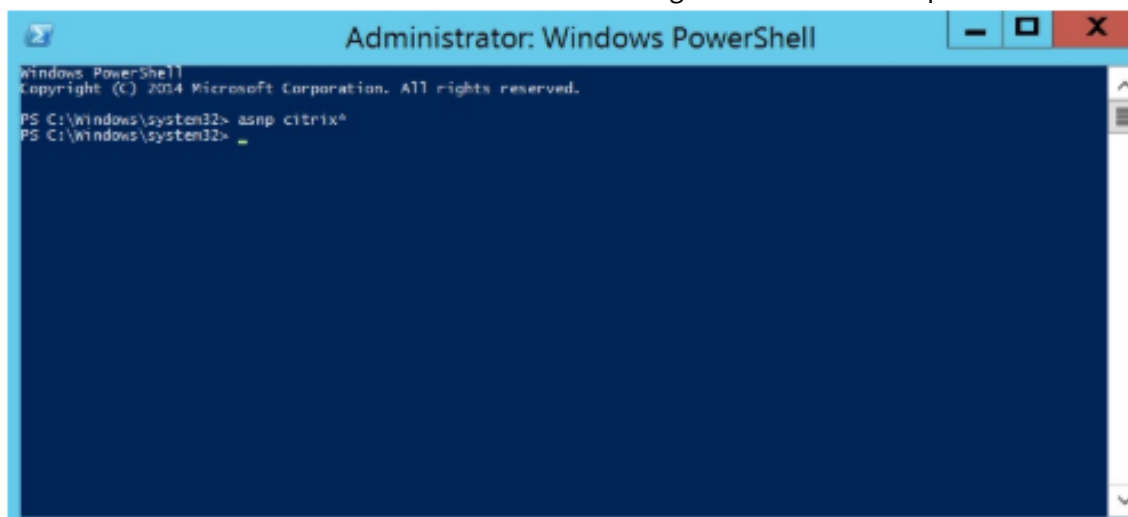 Administrator: Windows PowerShell
Windows PowerShell
Copyright (C) 2014 Microsoft Corporation. All rights reserved.
PS C:\Windows\system32> asnp citrix*
PS C:\Windows\system32> _